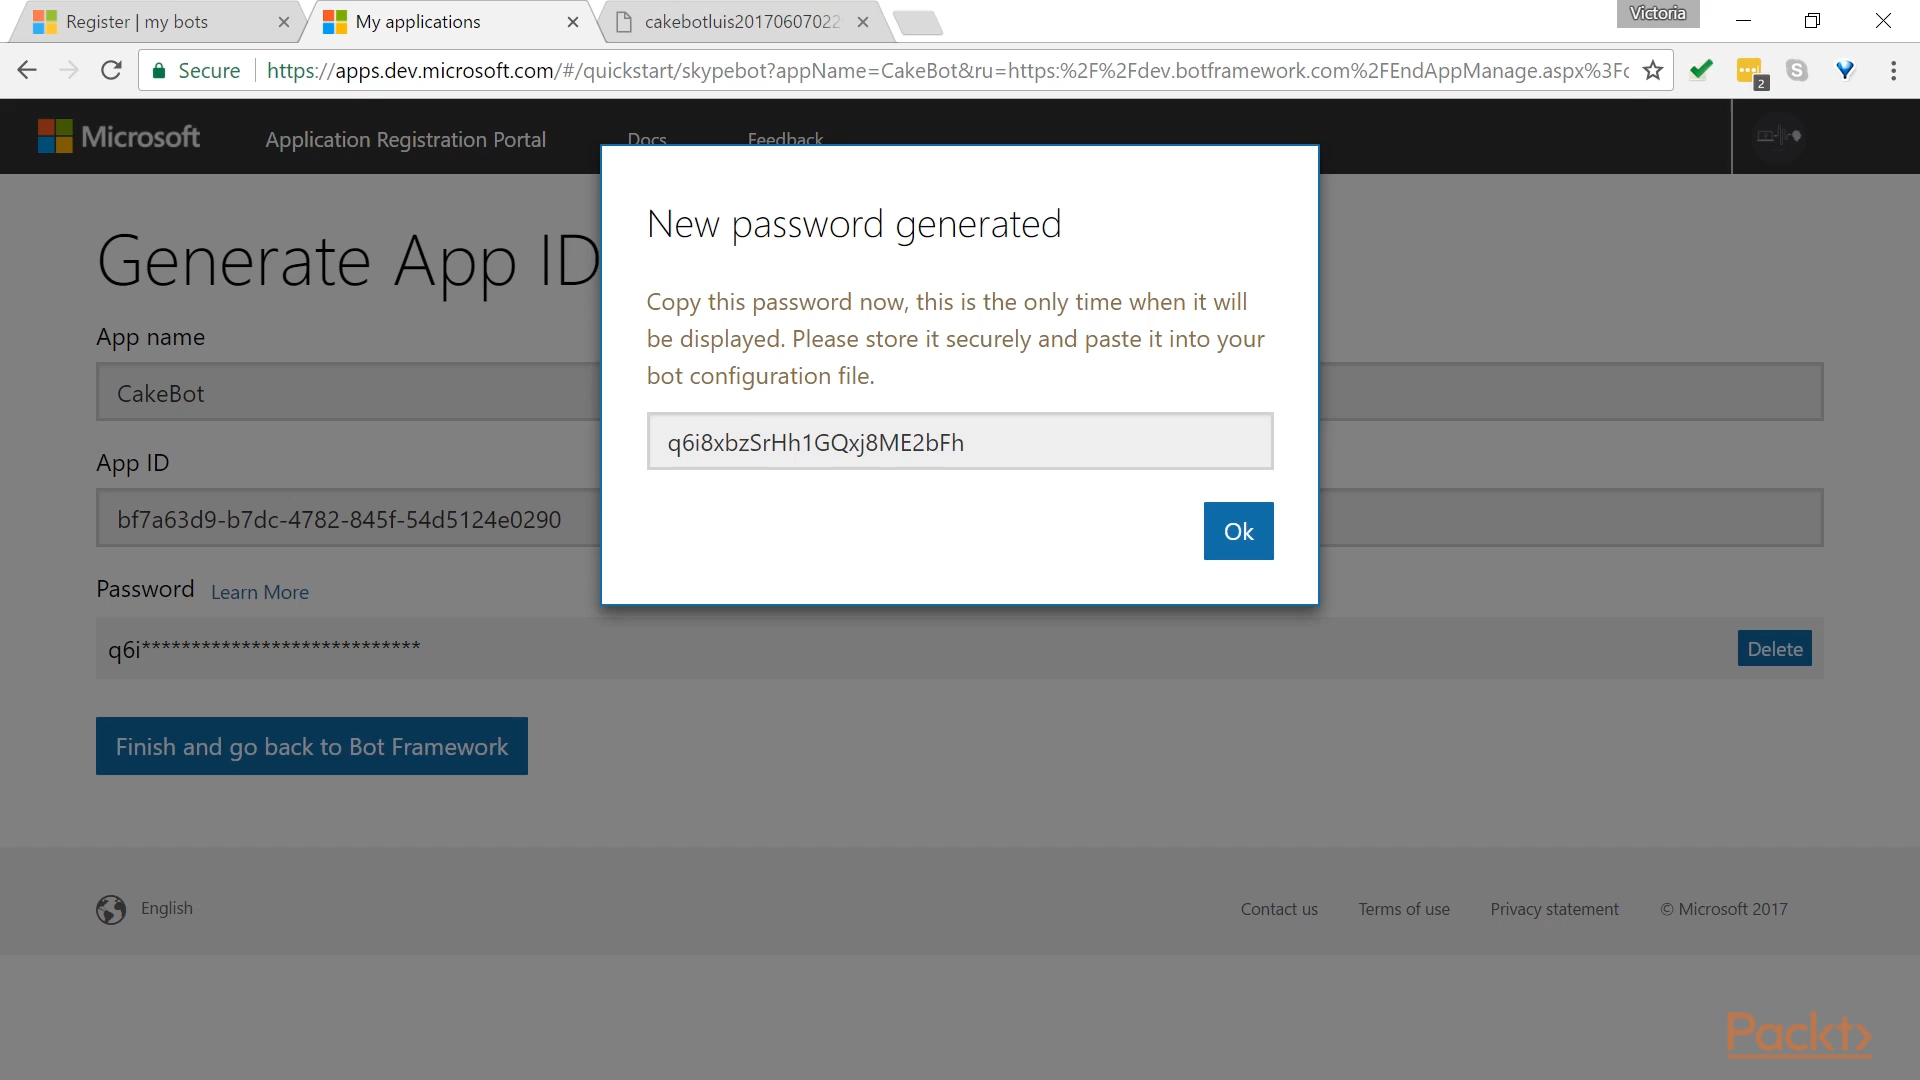 Register | my bots
My applications
cakebotluis2017060702
Victoria
Secure
https://apps.dev.microsoft.com/#/quickstart/skypebot?appName=CakeBot&ru=https:%2F%2Fdev.botframework.com%2FEndAppManage.aspx%3Fc
2
Microsoft
Application Registration Portal
Docs
Feedback
Generate App ID
New password generated
Copy this password now, this is the only time when it will
be displayed. Please store it securely and paste it into your
bot configuration file.
q6i8xbzSrHh1GQxj8ME2bFh
Ok
App name
CakeBot
App ID
bf7a63d9-b7dc-4782-845f-54d5124e0290
Password Learn More
q6i****************************
Delete
Finish and go back to Bot Framework
English
Contact us
Terms of use
Privacy statement
© Microsoft 2017
Packt>